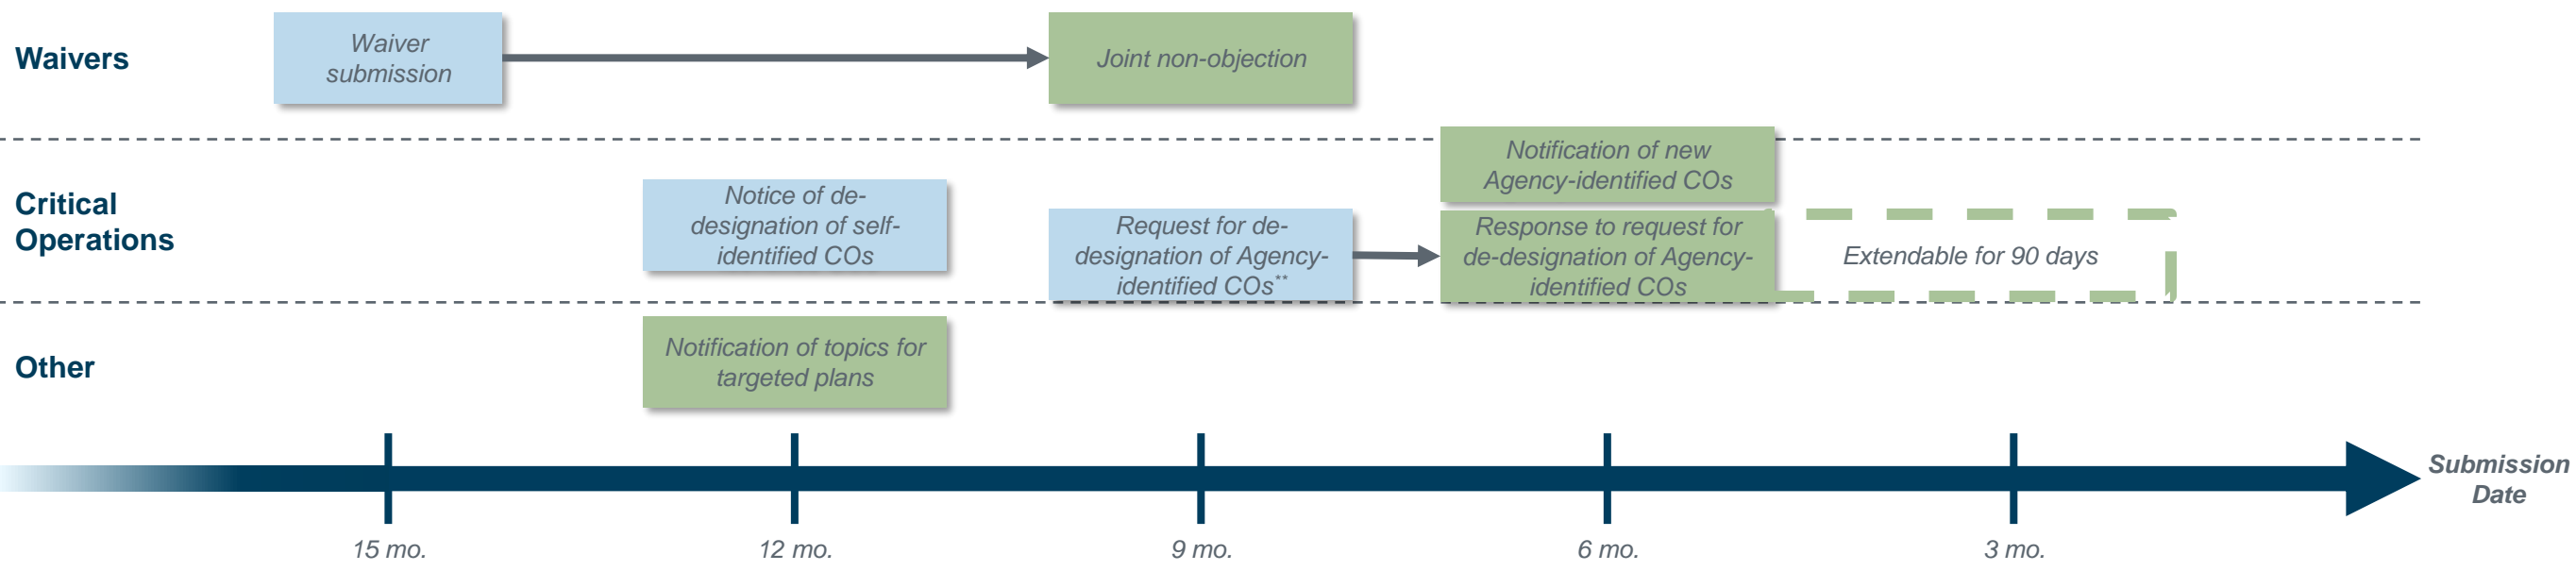 Waivers
Waiver
submission
Joint non-objection
Critical
Operations
Notice of de-
designation of self-
identified COs
Request for de-
designation of Agency-
identified COs**
Notification of new
Agency-identified COs
Response to request for
de-designation of Agency-
identified COs
Extendable for 90 days
Other
Notification of topics for
targeted plans
Submission
Date
15 mo.
12 mo.
9 mo.
6 mo.
3 mo.